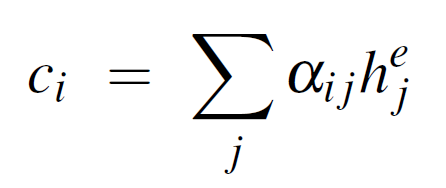 c_i = \sum_j \alpha_{ij} h_j^e